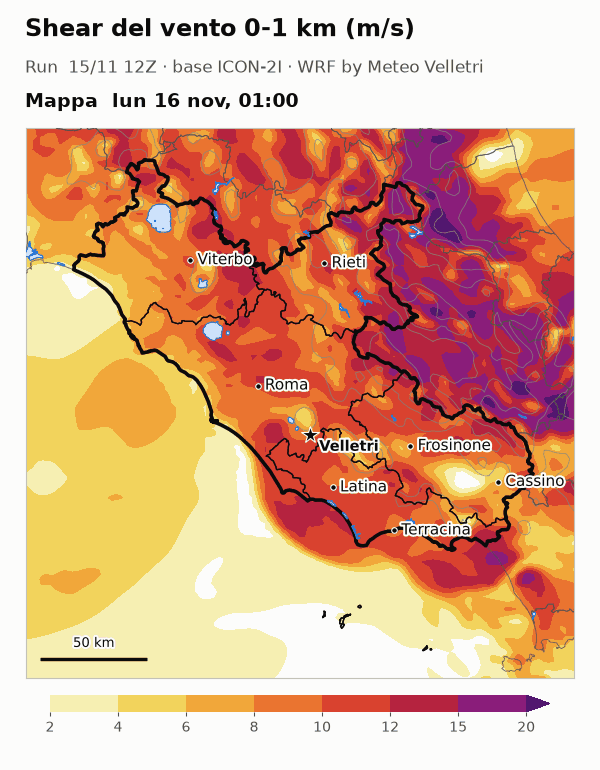 Shear del vento 0-1 km (m/s)
Run  15/11 12Z · base ICON-2I · WRF by Meteo Velletri
Mappa  lun 16 nov, 01:00
Viterbo
Rieti
Roma
Velletri
Frosinone
Cassino
Latina
Terracina
50 km
2 4 6 8 10 12 15 20